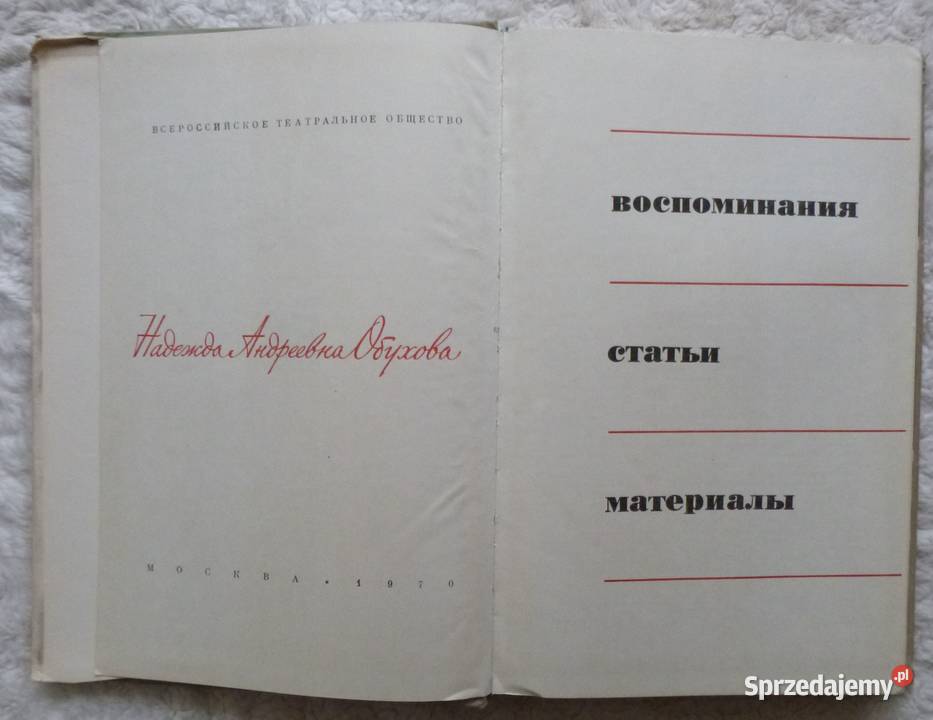 ВСЕРОССИЙСКОЕ ТЕАТРАЛЬНОЕ ОБЩЕСТВО
Надежда Андреевна Обухова
МОСКВА • 1970
воспоминания
статьи
материалы
Sprzedajemy.pl